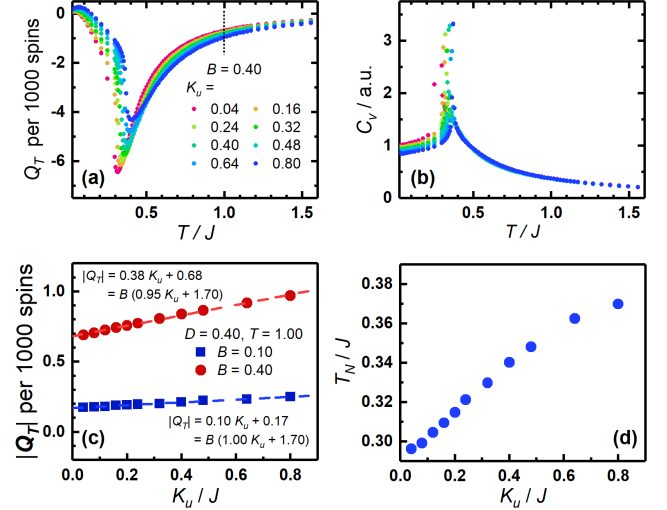 0
-2
-4
-6
Q_T per 1000 spins
B = 0.40
K_u =
0.04 0.16
0.24 0.32
0.40 0.48
0.64 0.80
(a)
0.5 1.0 1.5
T / J
3
2
1
0
C_v / a.u.
(b)
0.5 1.0 1.5
T / J
1.0
0.5
0.0
|Q_T| per 1000 spins
|Q_T| = 0.38 K_u + 0.68
= B (0.95 K_u + 1.70)
D = 0.40, T = 1.00
B = 0.10
B = 0.40
|Q_T| = 0.10 K_u + 0.17
= B (1.00 K_u + 1.70)
(c)
0.0 0.2 0.4 0.6 0.8
K_u / J
0.38
0.36
0.34
0.32
0.30
T_N / J
(d)
0.0 0.2 0.4 0.6 0.8
K_u / J